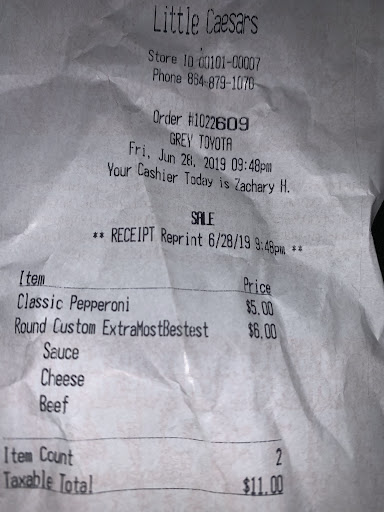 Little Caesars
Store ID 00101-00007
Phone 864-879-1070
Order #1022609
GREY TOYOTA
Fri, Jun 28, 2019 09:48pm
Your Cashier Today is Zachary H.
SALE
** RECEIPT Reprint 6/28/19 9:48pm **
Item Price
Classic Pepperoni $5.00
Round Custom ExtraMostBestest $6.00
Sauce
Cheese
Beef
Item Count 2
Taxable Total $11.00